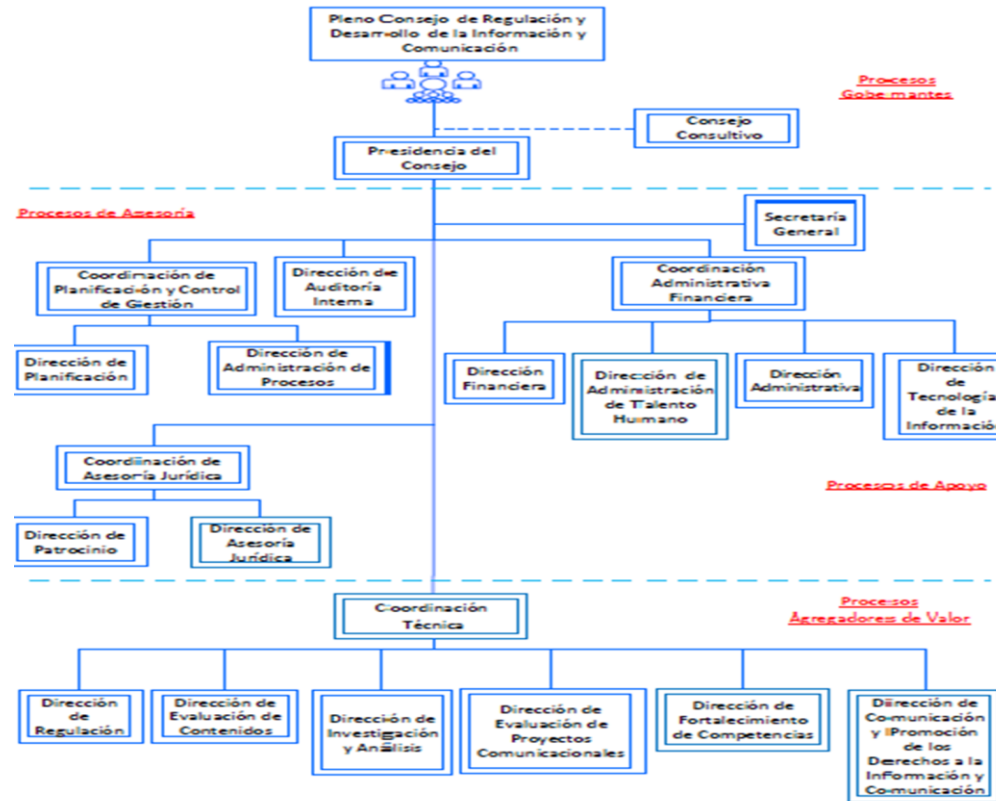 Pleno Consejo de Regulación y
Desarrollo de la Información y
Comunicación
Procesos
Gobernantes
Consejo
Consultivo
Presidencia del
Consejo
Procesos de Asesoría
Secretaría
General
Coordinación de
Planificación y Control
de Gestión
Dirección de
Auditoría
Interna
Coordinación
Administrativa
Financiera
Dirección de
Planificación
Dirección de
Administración de
Procesos
Dirección
Financiera
Dirección de
Administración
de Talento
Humano
Dirección
Administrativa
Dirección
de
Tecnología
de la
Información
Coordinación de
Asesoría Jurídica
Procesos de Apoyo
Dirección de
Patrocinio
Dirección de
Asesoría
Jurídica
Coordinación
Técnica
Procesos
Agregadores de Valor
Dirección
de
Regulación
Dirección de
Evaluación de
Contenidos
Dirección de
Investigación
y Análisis
Dirección de
Evaluación de
Proyectos
Comunicacionales
Dirección de
Fortalecimiento
de Competencias
Dirección de
Comunicación
y Promoción
de los
Derechos a la
Información y
Comunicación